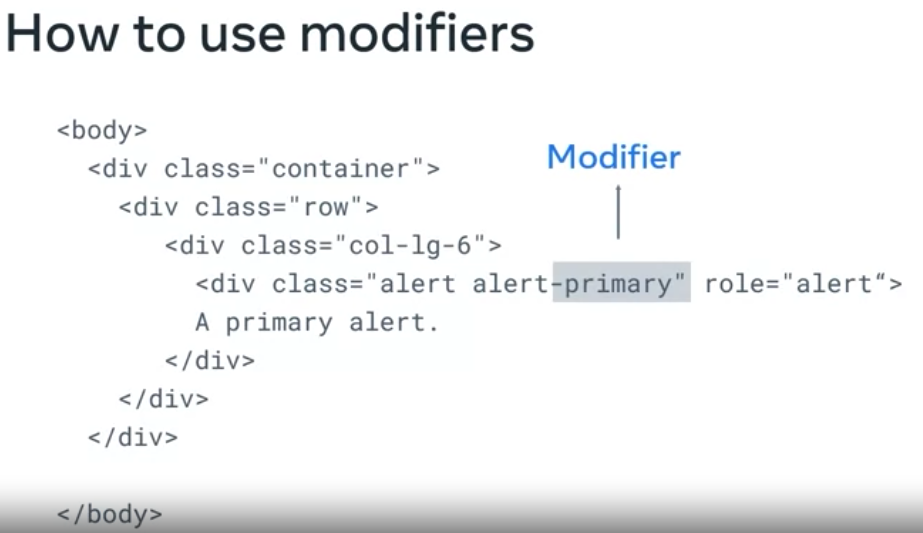 How to use modifiers
<body>
<div class="container">
Modifier
<div class="row">
<div class="col-lg-6">
<div class="alert alert-primary" role="alert“>
A primary alert.
</div>
</div>
</div>
</body>